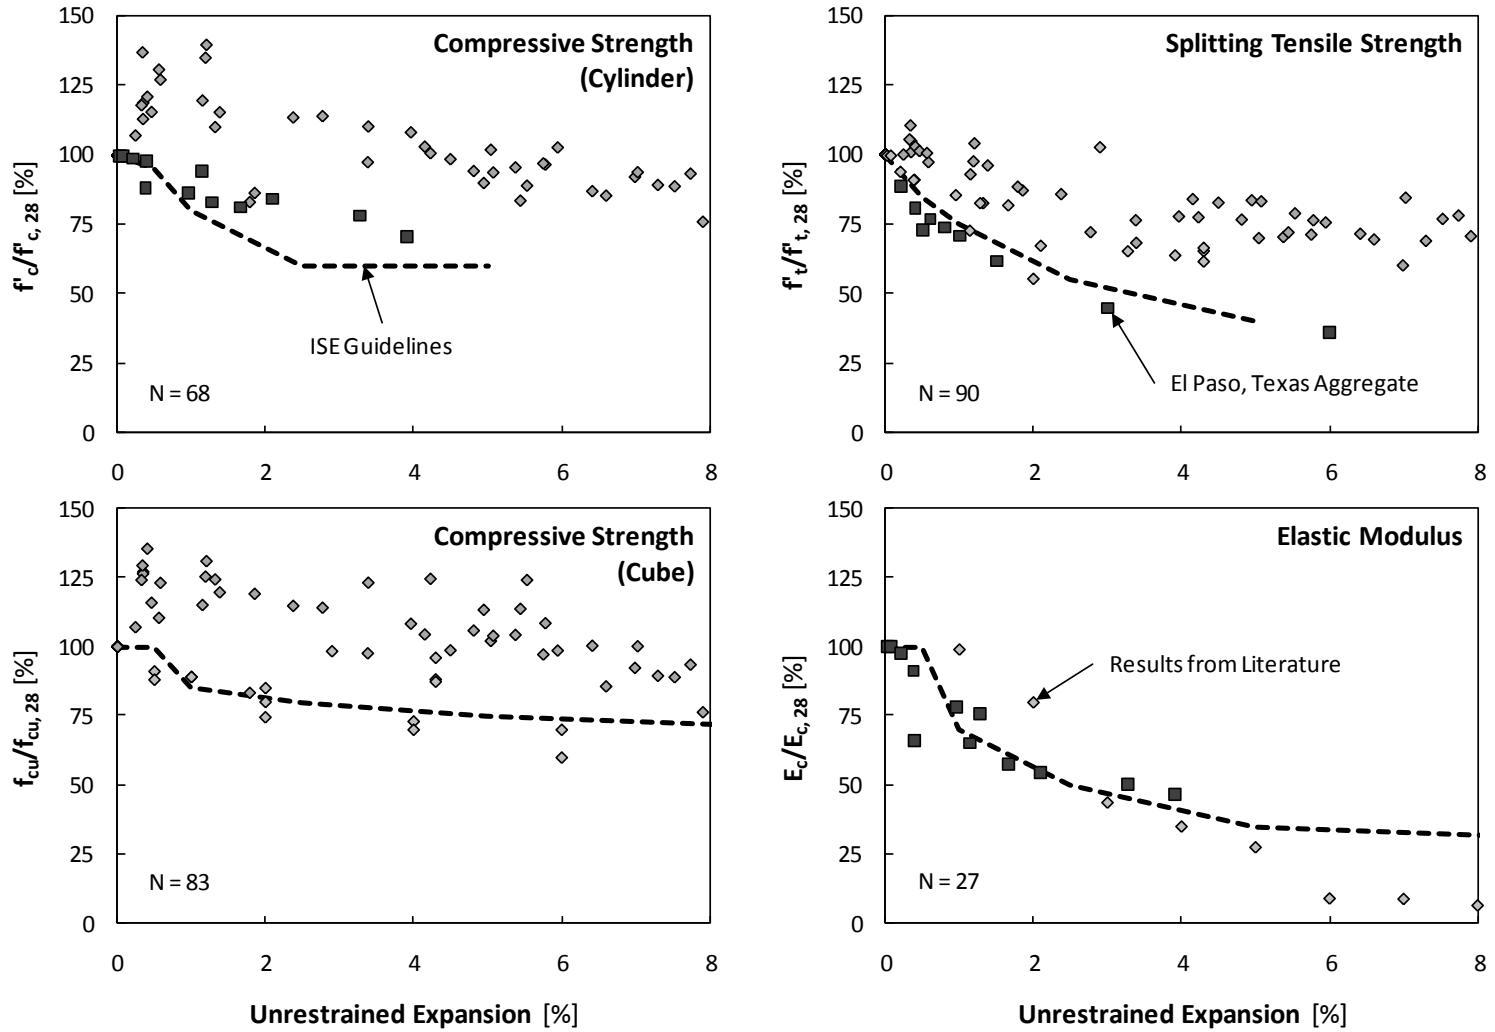 Compressive Strength
(Cylinder)
f'c/f'c, 28 [%]
150
125
100
75
50
25
0
ISE Guidelines
N = 68
0 2 4 6 8
Splitting Tensile Strength
f't/f't, 28 [%]
150
125
100
75
50
25
0
El Paso, Texas Aggregate
N = 90
0 2 4 6 8
Compressive Strength
(Cube)
fcu/fcu, 28 [%]
150
125
100
75
50
25
0
N = 83
0 2 4 6 8
Unrestrained Expansion [%]
Elastic Modulus
Ec/Ec, 28 [%]
150
125
100
75
50
25
0
Results from Literature
N = 27
0 2 4 6 8
Unrestrained Expansion [%]